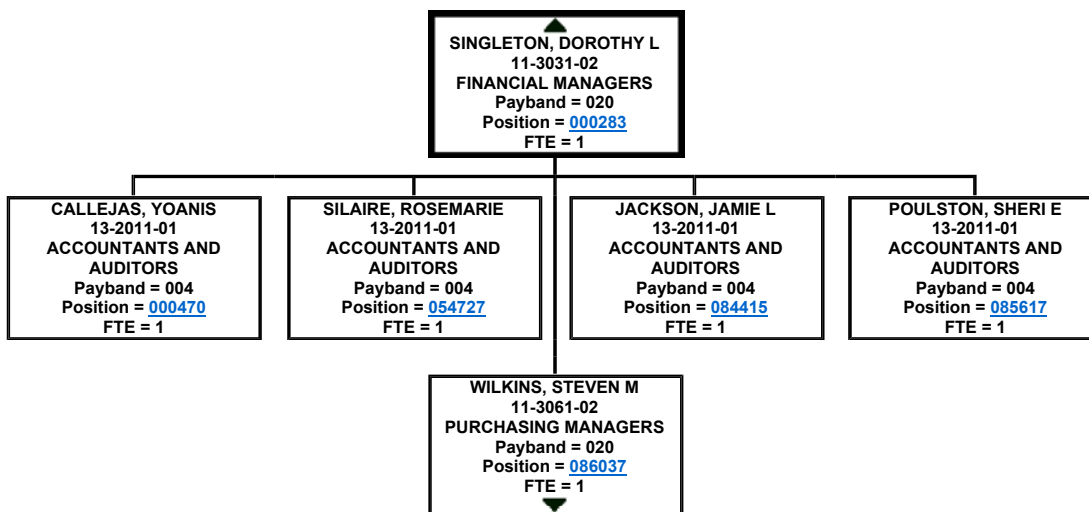 SINGLETON, DOROTHY L
11-3031-02
FINANCIAL MANAGERS
Payband = 020
Position = 000283
FTE = 1
CALLEJAS, YOANIS
13-2011-01
ACCOUNTANTS AND
AUDITORS
Payband = 004
Position = 000470
FTE = 1
SILAIRE, ROSEMARIE
13-2011-01
ACCOUNTANTS AND
AUDITORS
Payband = 004
Position = 054727
FTE = 1
JACKSON, JAMIE L
13-2011-01
ACCOUNTANTS AND
AUDITORS
Payband = 004
Position = 084415
FTE = 1
POULSTON, SHERI E
13-2011-01
ACCOUNTANTS AND
AUDITORS
Payband = 004
Position = 085617
FTE = 1
WILKINS, STEVEN M
11-3061-02
PURCHASING MANAGERS
Payband = 020
Position = 086037
FTE = 1